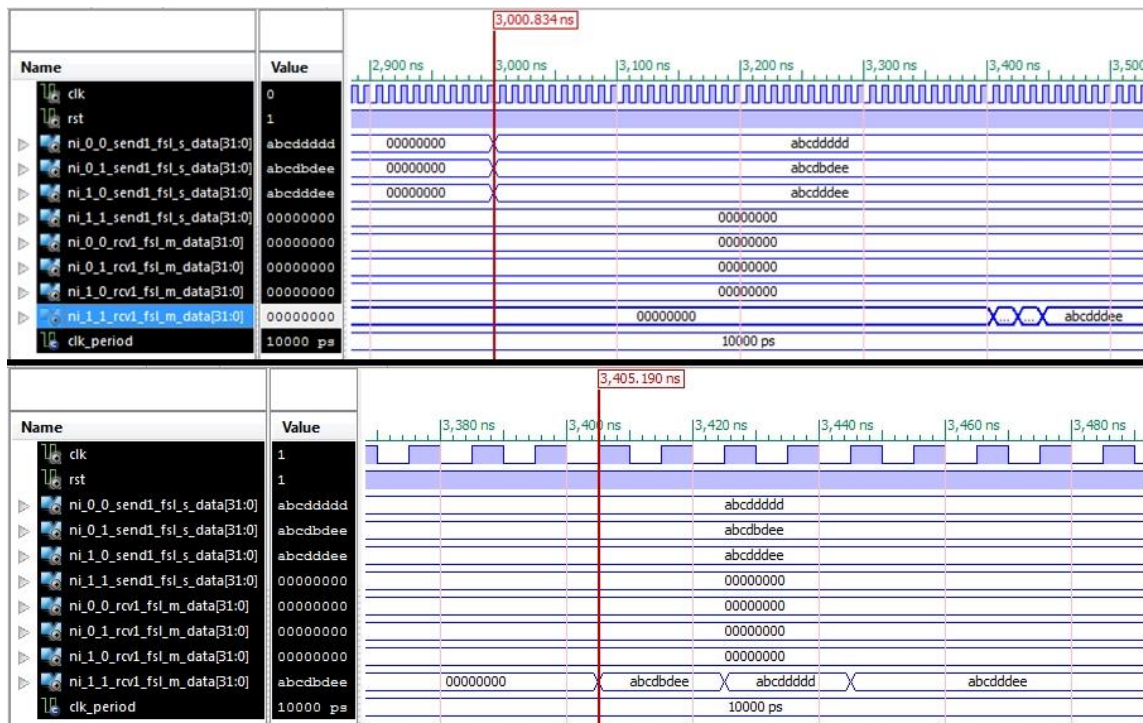 3,000.834 ns
Name Value 2,900 ns 3,000 ns 3,100 ns 3,200 ns 3,300 ns 3,400 ns 3,500
clk 0
rst 1
ni_0_0_send1_fsl_s_data[31:0] abcddddd 00000000 abcddddd
ni_0_1_send1_fsl_s_data[31:0] abcdbdee 00000000 abcdbdee
ni_1_0_send1_fsl_s_data[31:0] abcdddee 00000000 abcdddee
ni_1_1_send1_fsl_s_data[31:0] 00000000 00000000
ni_0_0_rcv1_fsl_m_data[31:0] 00000000 00000000
ni_0_1_rcv1_fsl_m_data[31:0] 00000000 00000000
ni_1_0_rcv1_fsl_m_data[31:0] 00000000 00000000
ni_1_1_rcv1_fsl_m_data[31:0] 00000000 00000000 ... ... abcdddee
clk_period 10000 ps 10000 ps
3,405.190 ns
Name Value 3,380 ns 3,400 ns 3,420 ns 3,440 ns 3,460 ns 3,480 ns
clk 1
rst 1
ni_0_0_send1_fsl_s_data[31:0] abcddddd abcddddd
ni_0_1_send1_fsl_s_data[31:0] abcdbdee abcdbdee
ni_1_0_send1_fsl_s_data[31:0] abcdddee abcdddee
ni_1_1_send1_fsl_s_data[31:0] 00000000 00000000
ni_0_0_rcv1_fsl_m_data[31:0] 00000000 00000000
ni_0_1_rcv1_fsl_m_data[31:0] 00000000 00000000
ni_1_0_rcv1_fsl_m_data[31:0] 00000000 00000000
ni_1_1_rcv1_fsl_m_data[31:0] abcdbdee 00000000 abcdbdee abcddddd abcdddee
clk_period 10000 ps 10000 ps